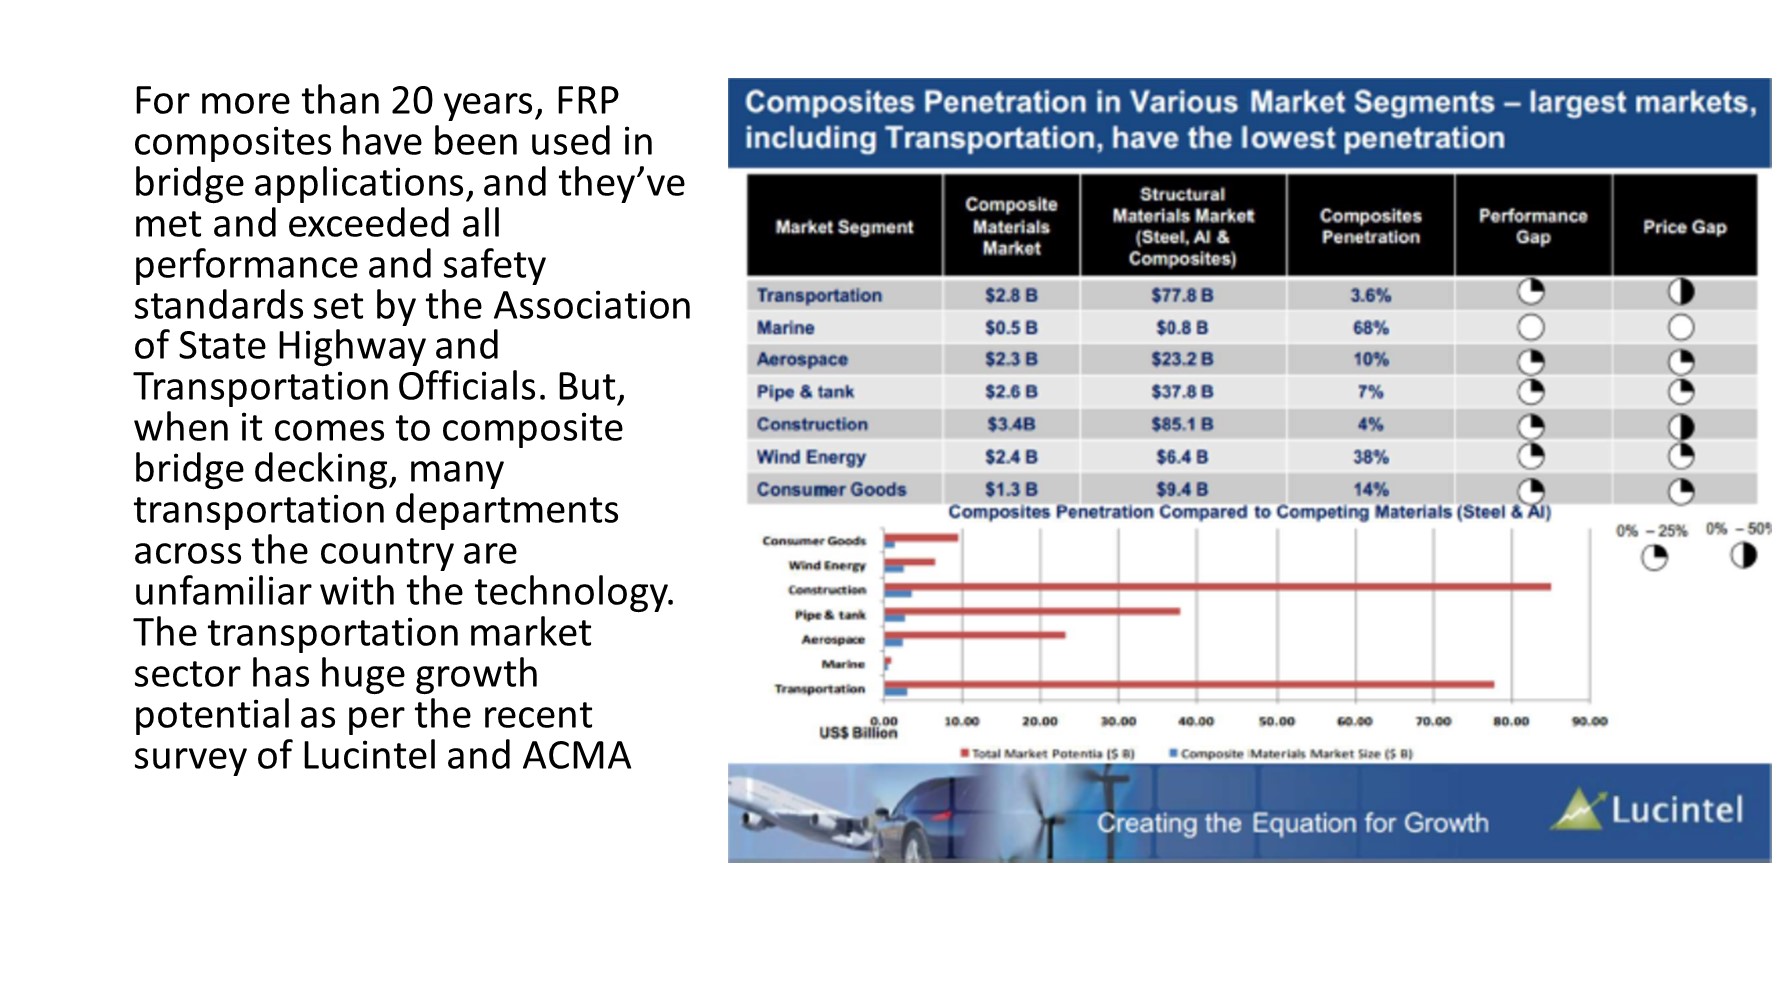 For more than 20 years, FRP
composites have been used in
bridge applications, and they’ve
met and exceeded all
performance and safety
standards set by the Association
of State Highway and
Transportation Officials. But,
when it comes to composite
bridge decking, many
transportation departments
across the country are
unfamiliar with the technology.
The transportation market
sector has huge growth
potential as per the recent
survey of Lucintel and ACMA
Composites Penetration in Various Market Segments – largest markets,
including Transportation, have the lowest penetration
Market Segment Composite Materials Market Structural Materials Market (Steel, Al & Composites) Composites Penetration Performance Gap Price Gap
Transportation $2.8 B $77.8 B 3.6%
Marine $0.5 B $0.8 B 68%
Aerospace $2.3 B $23.2 B 10%
Pipe & tank $2.6 B $37.8 B 7%
Construction $3.4B $85.1 B 4%
Wind Energy $2.4 B $6.4 B 38%
Consumer Goods $1.3 B $9.4 B 14%
Composites Penetration Compared to Competing Materials (Steel & Al)
0% – 25% 0% – 50%
Consumer Goods
Wind Energy
Construction
Pipe & tank
Aerospace
Marine
Transportation
0.00 10.00 20.00 30.00 40.00 50.00 60.00 70.00 80.00 90.00
US$ Billion
Total Market Potentia ($ B) Composite Materials Market Size ($ B)
Creating the Equation for Growth
Lucintel